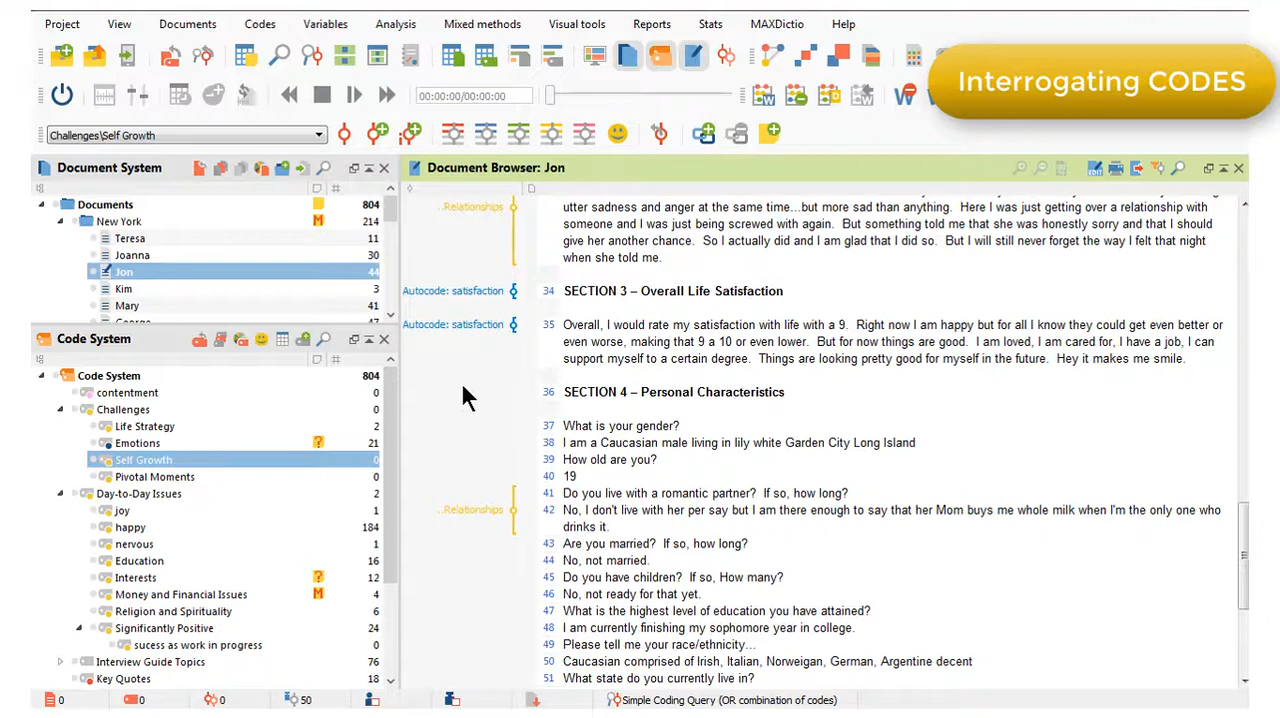 Project View Documents Codes Variables Analysis Mixed methods Visual tools Reports Stats MAXDictio Help
Interrogating CODES
00:00:00/00:00:00
Challenges\Self Growth
Document System
Documents 804
New York 214
Teresa 11
Joanna 30
Jon 44
Kim 3
Mary 41
Code System
Code System 804
contentment 0
Challenges 0
Life Strategy 2
Emotions 21
Self Growth 0
Pivotal Moments 0
Day-to-Day Issues 2
joy 1
happy 184
nervous 1
Education 16
Interests 12
Money and Financial Issues 4
Religion and Spirituality 6
Significantly Positive 24
sucess as work in progress 0
Interview Guide Topics 76
Key Quotes 18
Document Browser: Jon
..Relationships
utter sadness and anger at the same time...but more sad than anything. Here I was just getting over a relationship with
someone and I was just being screwed with again. But something told me that she was honestly sorry and that I should
give her another chance. So I actually did and I am glad that I did so. But I will still never forget the way I felt that night
when she told me.
Autocode: satisfaction
34 SECTION 3 – Overall Life Satisfaction
Autocode: satisfaction
35 Overall, I would rate my satisfaction with life with a 9. Right now I am happy but for all I know they could get even better or
even worse, making that 9 a 10 or even lower. But for now things are good. I am loved, I am cared for, I have a job, I can
support myself to a certain degree. Things are looking pretty good for myself in the future. Hey it makes me smile.
36 SECTION 4 – Personal Characteristics
37 What is your gender?
38 I am a Caucasian male living in lily white Garden City Long Island
39 How old are you?
40 19
41 Do you live with a romantic partner? If so, how long?
..Relationships
42 No, I don't live with her per say but I am there enough to say that her Mom buys me whole milk when I'm the only one who
drinks it.
43 Are you married? If so, how long?
44 No, not married.
45 Do you have children? If so, How many?
46 No, not ready for that yet.
47 What is the highest level of education you have attained?
48 I am currently finishing my sophomore year in college.
49 Please tell me your race/ethnicity...
50 Caucasian comprised of Irish, Italian, Norweigan, German, Argentine decent
51 What state do you currently live in?
0 0 0 50 Simple Coding Query (OR combination of codes)